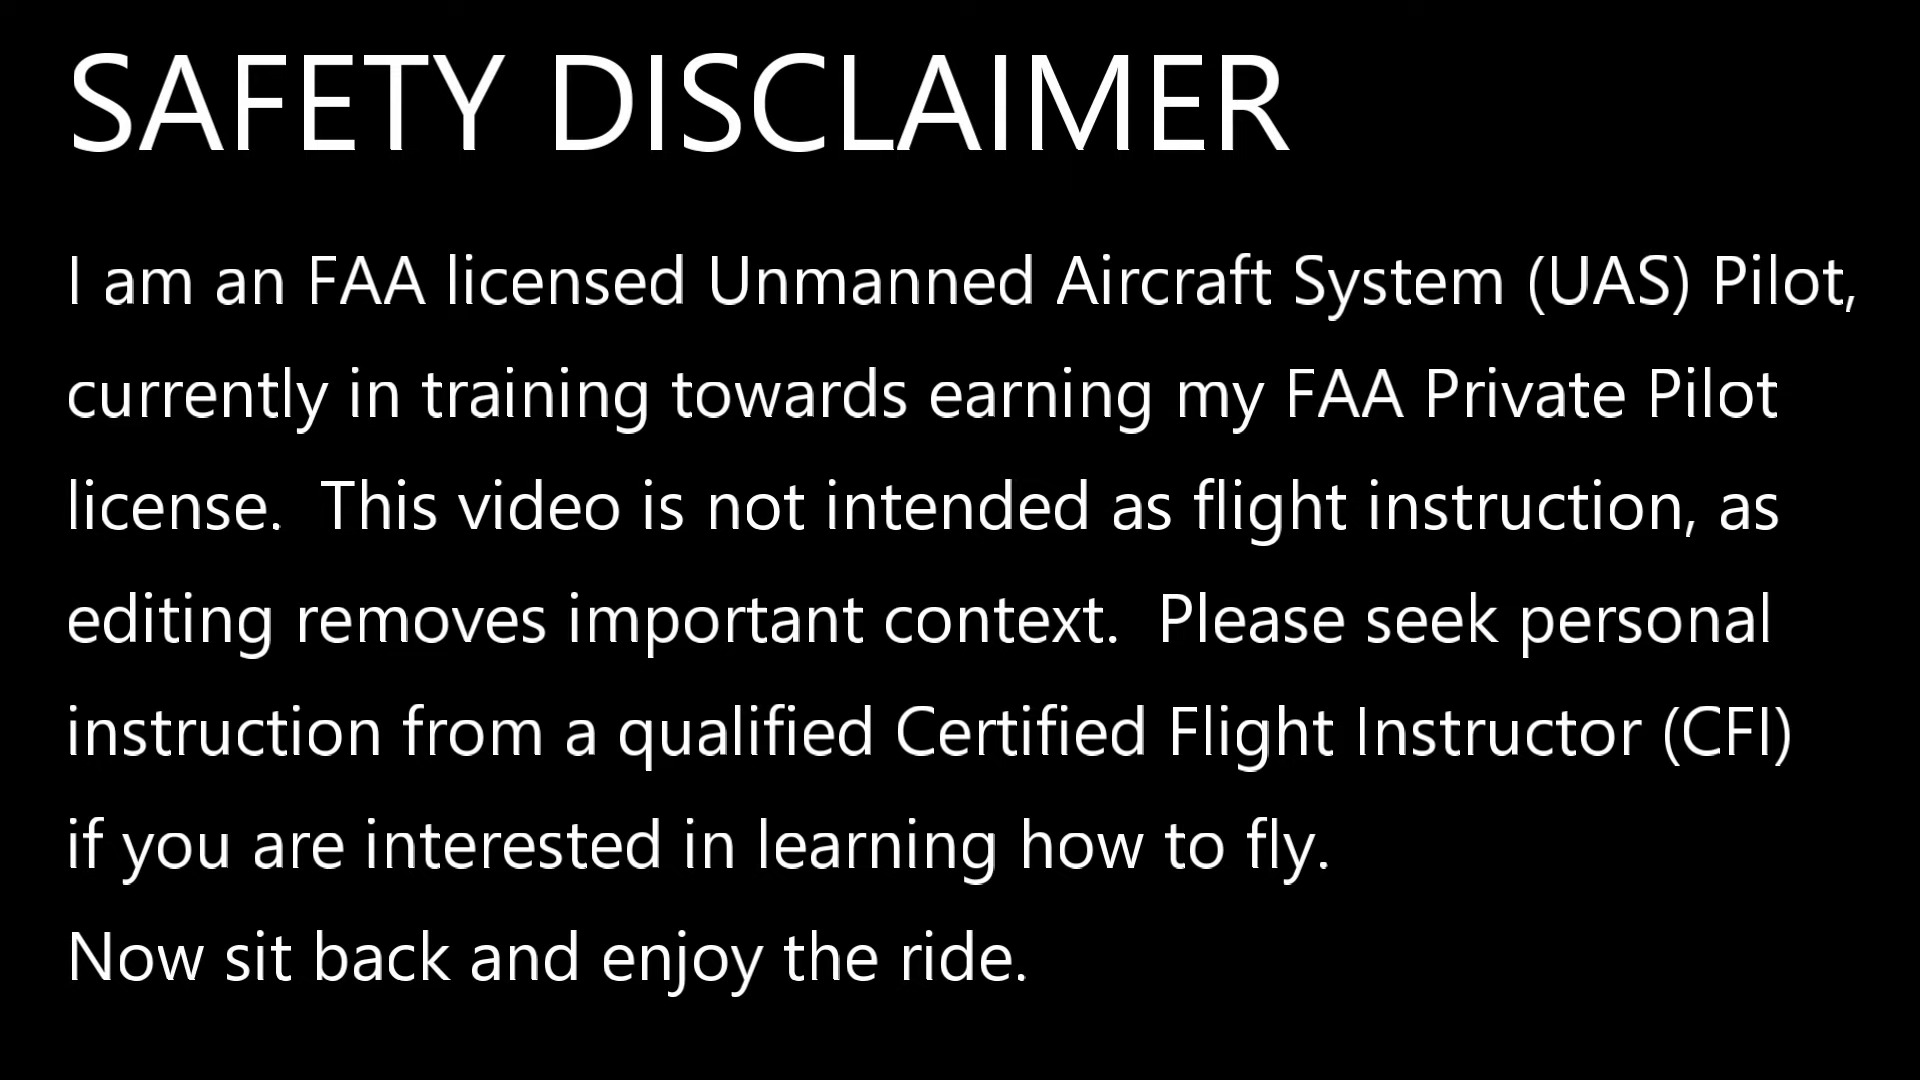 SAFETY DISCLAIMER
I am an FAA licensed Unmanned Aircraft System (UAS) Pilot,
currently in training towards earning my FAA Private Pilot
license.  This video is not intended as flight instruction, as
editing removes important context.  Please seek personal
instruction from a qualified Certified Flight Instructor (CFI)
if you are interested in learning how to fly.
Now sit back and enjoy the ride.